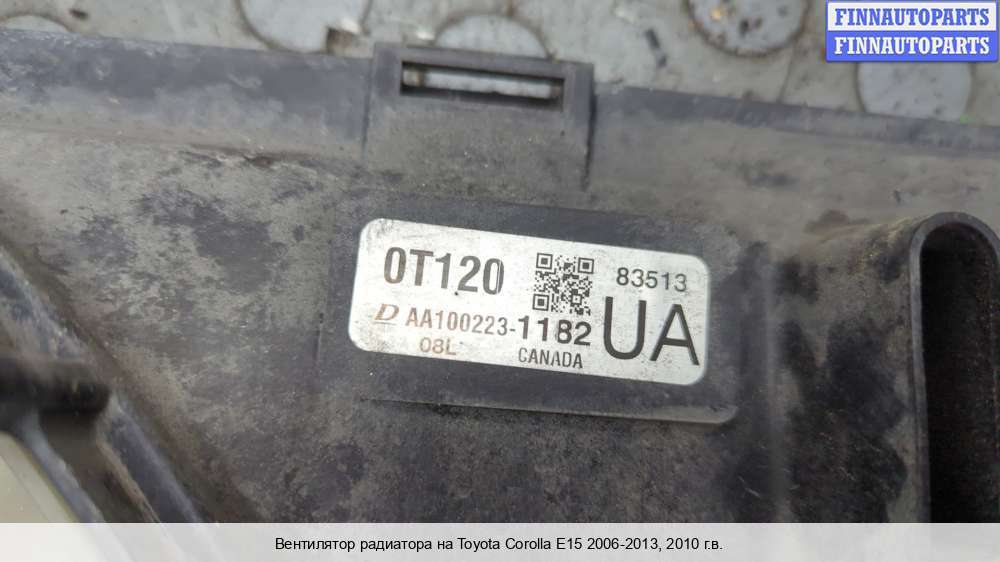 FINNAUTOPARTS
FINNAUTOPARTS
0T120
83513
D AA100223-1182
UA
08L
CANADA
Вентилятор радиатора на Toyota Corolla E15 2006-2013, 2010 г.в.